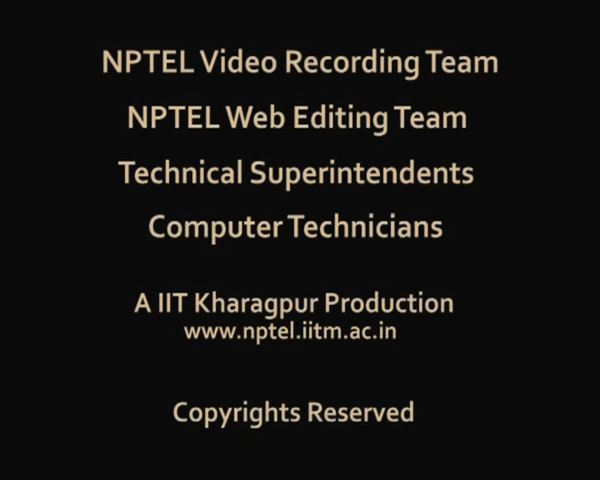 NPTEL Video Recording Team
NPTEL Web Editing Team
Technical Superintendents
Computer Technicians
A IIT Kharagpur Production
www.nptel.iitm.ac.in
Copyrights Reserved